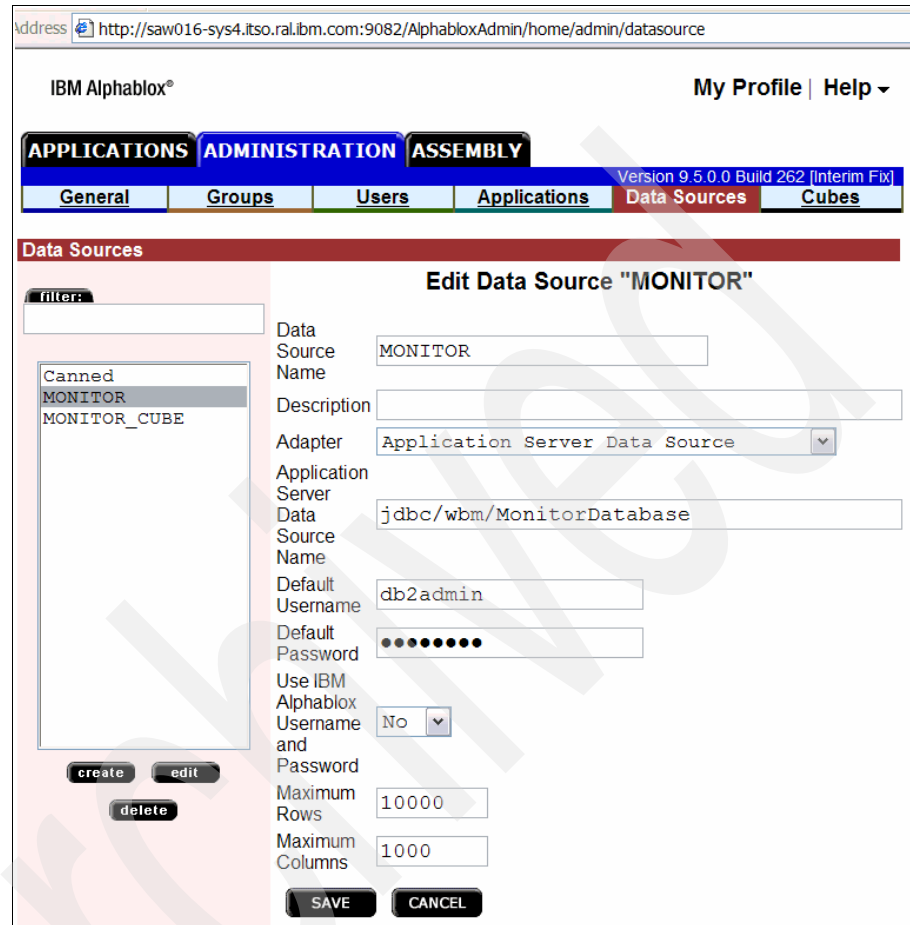 Address http://saw016-sys4.itso.ral.ibm.com:9082/AlphabloxAdmin/home/admin/datasource
IBM Alphablox®
My Profile | Help
APPLICATIONS ADMINISTRATION ASSEMBLY
Version 9.5.0.0 Build 262 [Interim Fix]
General Groups Users Applications Data Sources Cubes
Data Sources
filter:
Canned
MONITOR
MONITOR_CUBE
create edit
delete
Edit Data Source "MONITOR"
Data
Source
Name
MONITOR
Description
Adapter
Application Server Data Source
Application
Server
Data
Source
Name
jdbc/wbm/MonitorDatabase
Default
Username
db2admin
Default
Password
●●●●●●●●
Use IBM
Alphablox
Username
and
Password
No
Maximum
Rows
10000
Maximum
Columns
1000
SAVE CANCEL
Archived